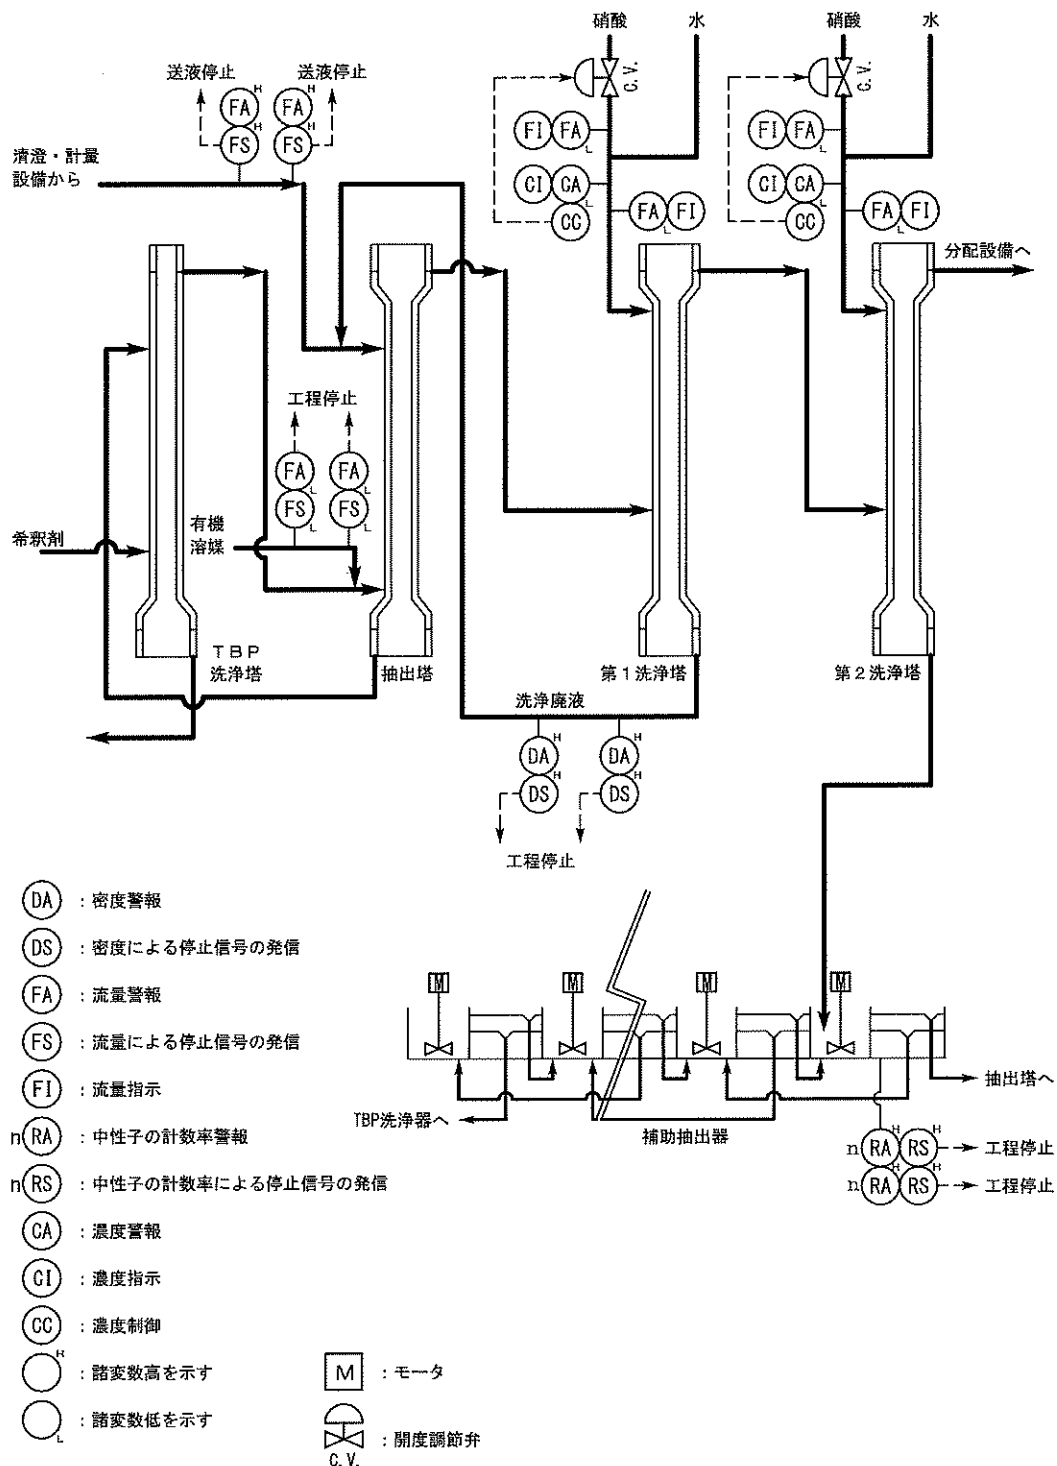 硝酸
水
硝酸
水
送液停止
送液停止
C.V.
C.V.
H
FA
H
FS
H
FA
H
FS
FI
FA
L
FI
FA
L
清澄・計量
設備から
CI
CA
L
CC
CI
CA
L
CC
FA
L
FI
FA
L
FI
分配設備へ
工程停止
FA
L
FS
L
FA
L
FS
L
有機
溶媒
希釈剤
TBP
洗浄塔
抽出塔
第1洗浄塔
第2洗浄塔
洗浄廃液
DA
H
DS
H
DA
H
DS
H
工程停止
DA
:密度警報
DS
:密度による停止信号の発信
FA
:流量警報
FS
:流量による停止信号の発信
FI
:流量指示
n RA
:中性子の計数率警報
n RS
:中性子の計数率による停止信号の発信
CA
:濃度警報
CI
:濃度指示
CC
:濃度制御
H
:諸変数高を示す
L
:諸変数低を示す
M
:モータ
C.V.
:開度調節弁
M
M
M
M
TBP洗浄器へ
補助抽出器
抽出塔へ
n RA
H
RS
H
工程停止
n RA
H
RS
H
工程停止